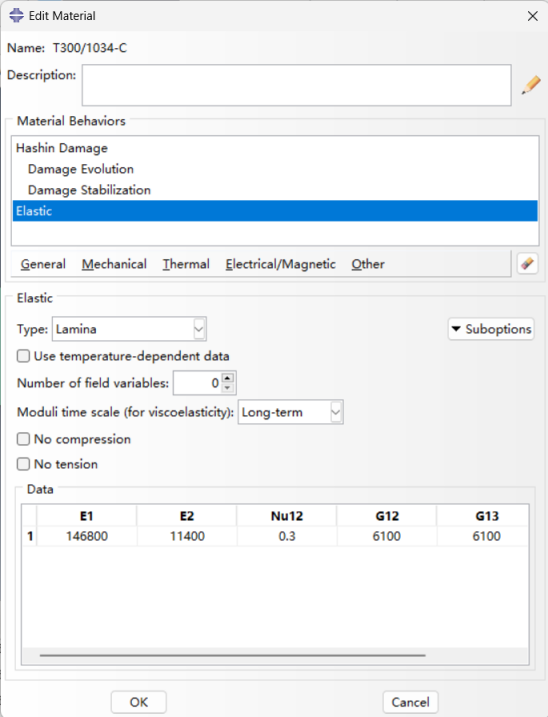 Edit Material
Name: T300/1034-C
Description:
Material Behaviors
Hashin Damage
Damage Evolution
Damage Stabilization
Elastic
General Mechanical Thermal Electrical/Magnetic Other
Elastic
Type: Lamina
Suboptions
Use temperature-dependent data
Number of field variables: 0
Moduli time scale (for viscoelasticity): Long-term
No compression
No tension
Data
E1 E2 Nu12 G12 G13
1 146800 11400 0.3 6100 6100
OK Cancel